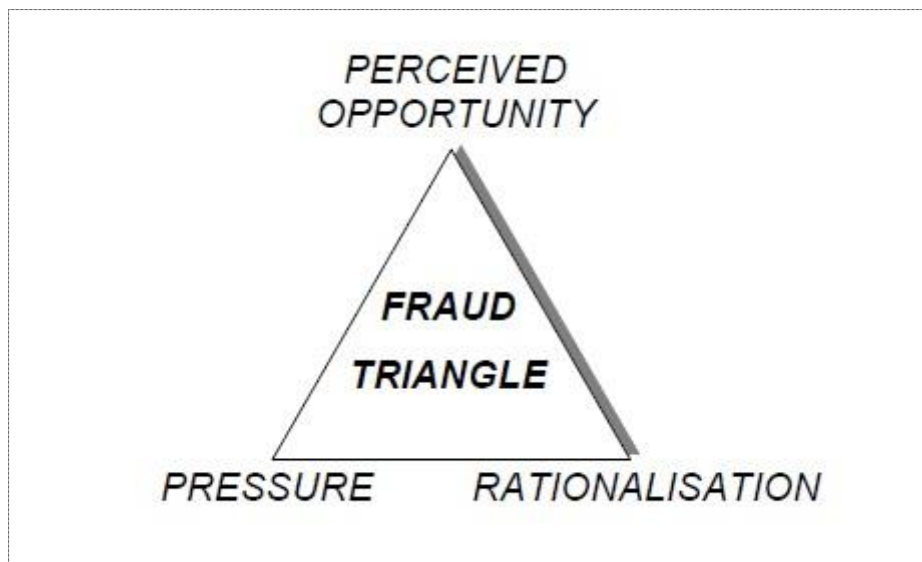 PERCEIVED
OPPORTUNITY
FRAUD
TRIANGLE
PRESSURE RATIONALISATION